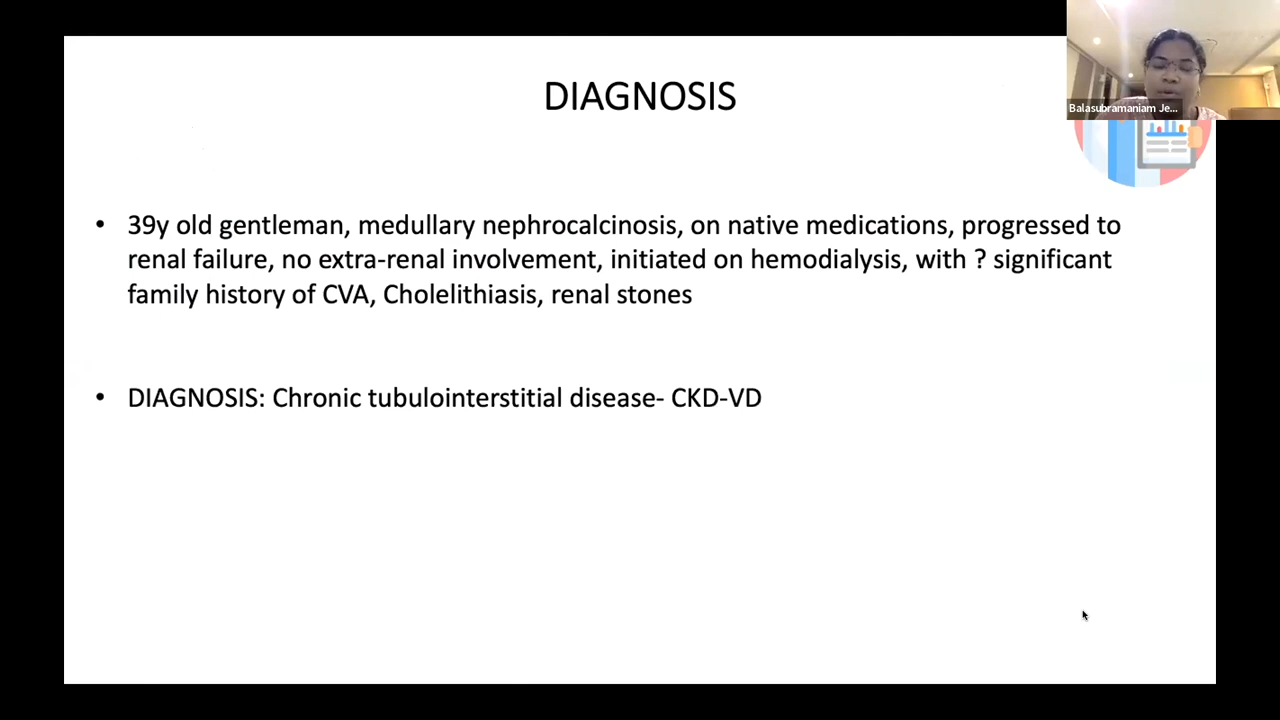 DIAGNOSIS
Balasubramaniam Je...
• 39y old gentleman, medullary nephrocalcinosis, on native medications, progressed to
renal failure, no extra-renal involvement, initiated on hemodialysis, with ? significant
family history of CVA, Cholelithiasis, renal stones
• DIAGNOSIS: Chronic tubulointerstitial disease- CKD-VD